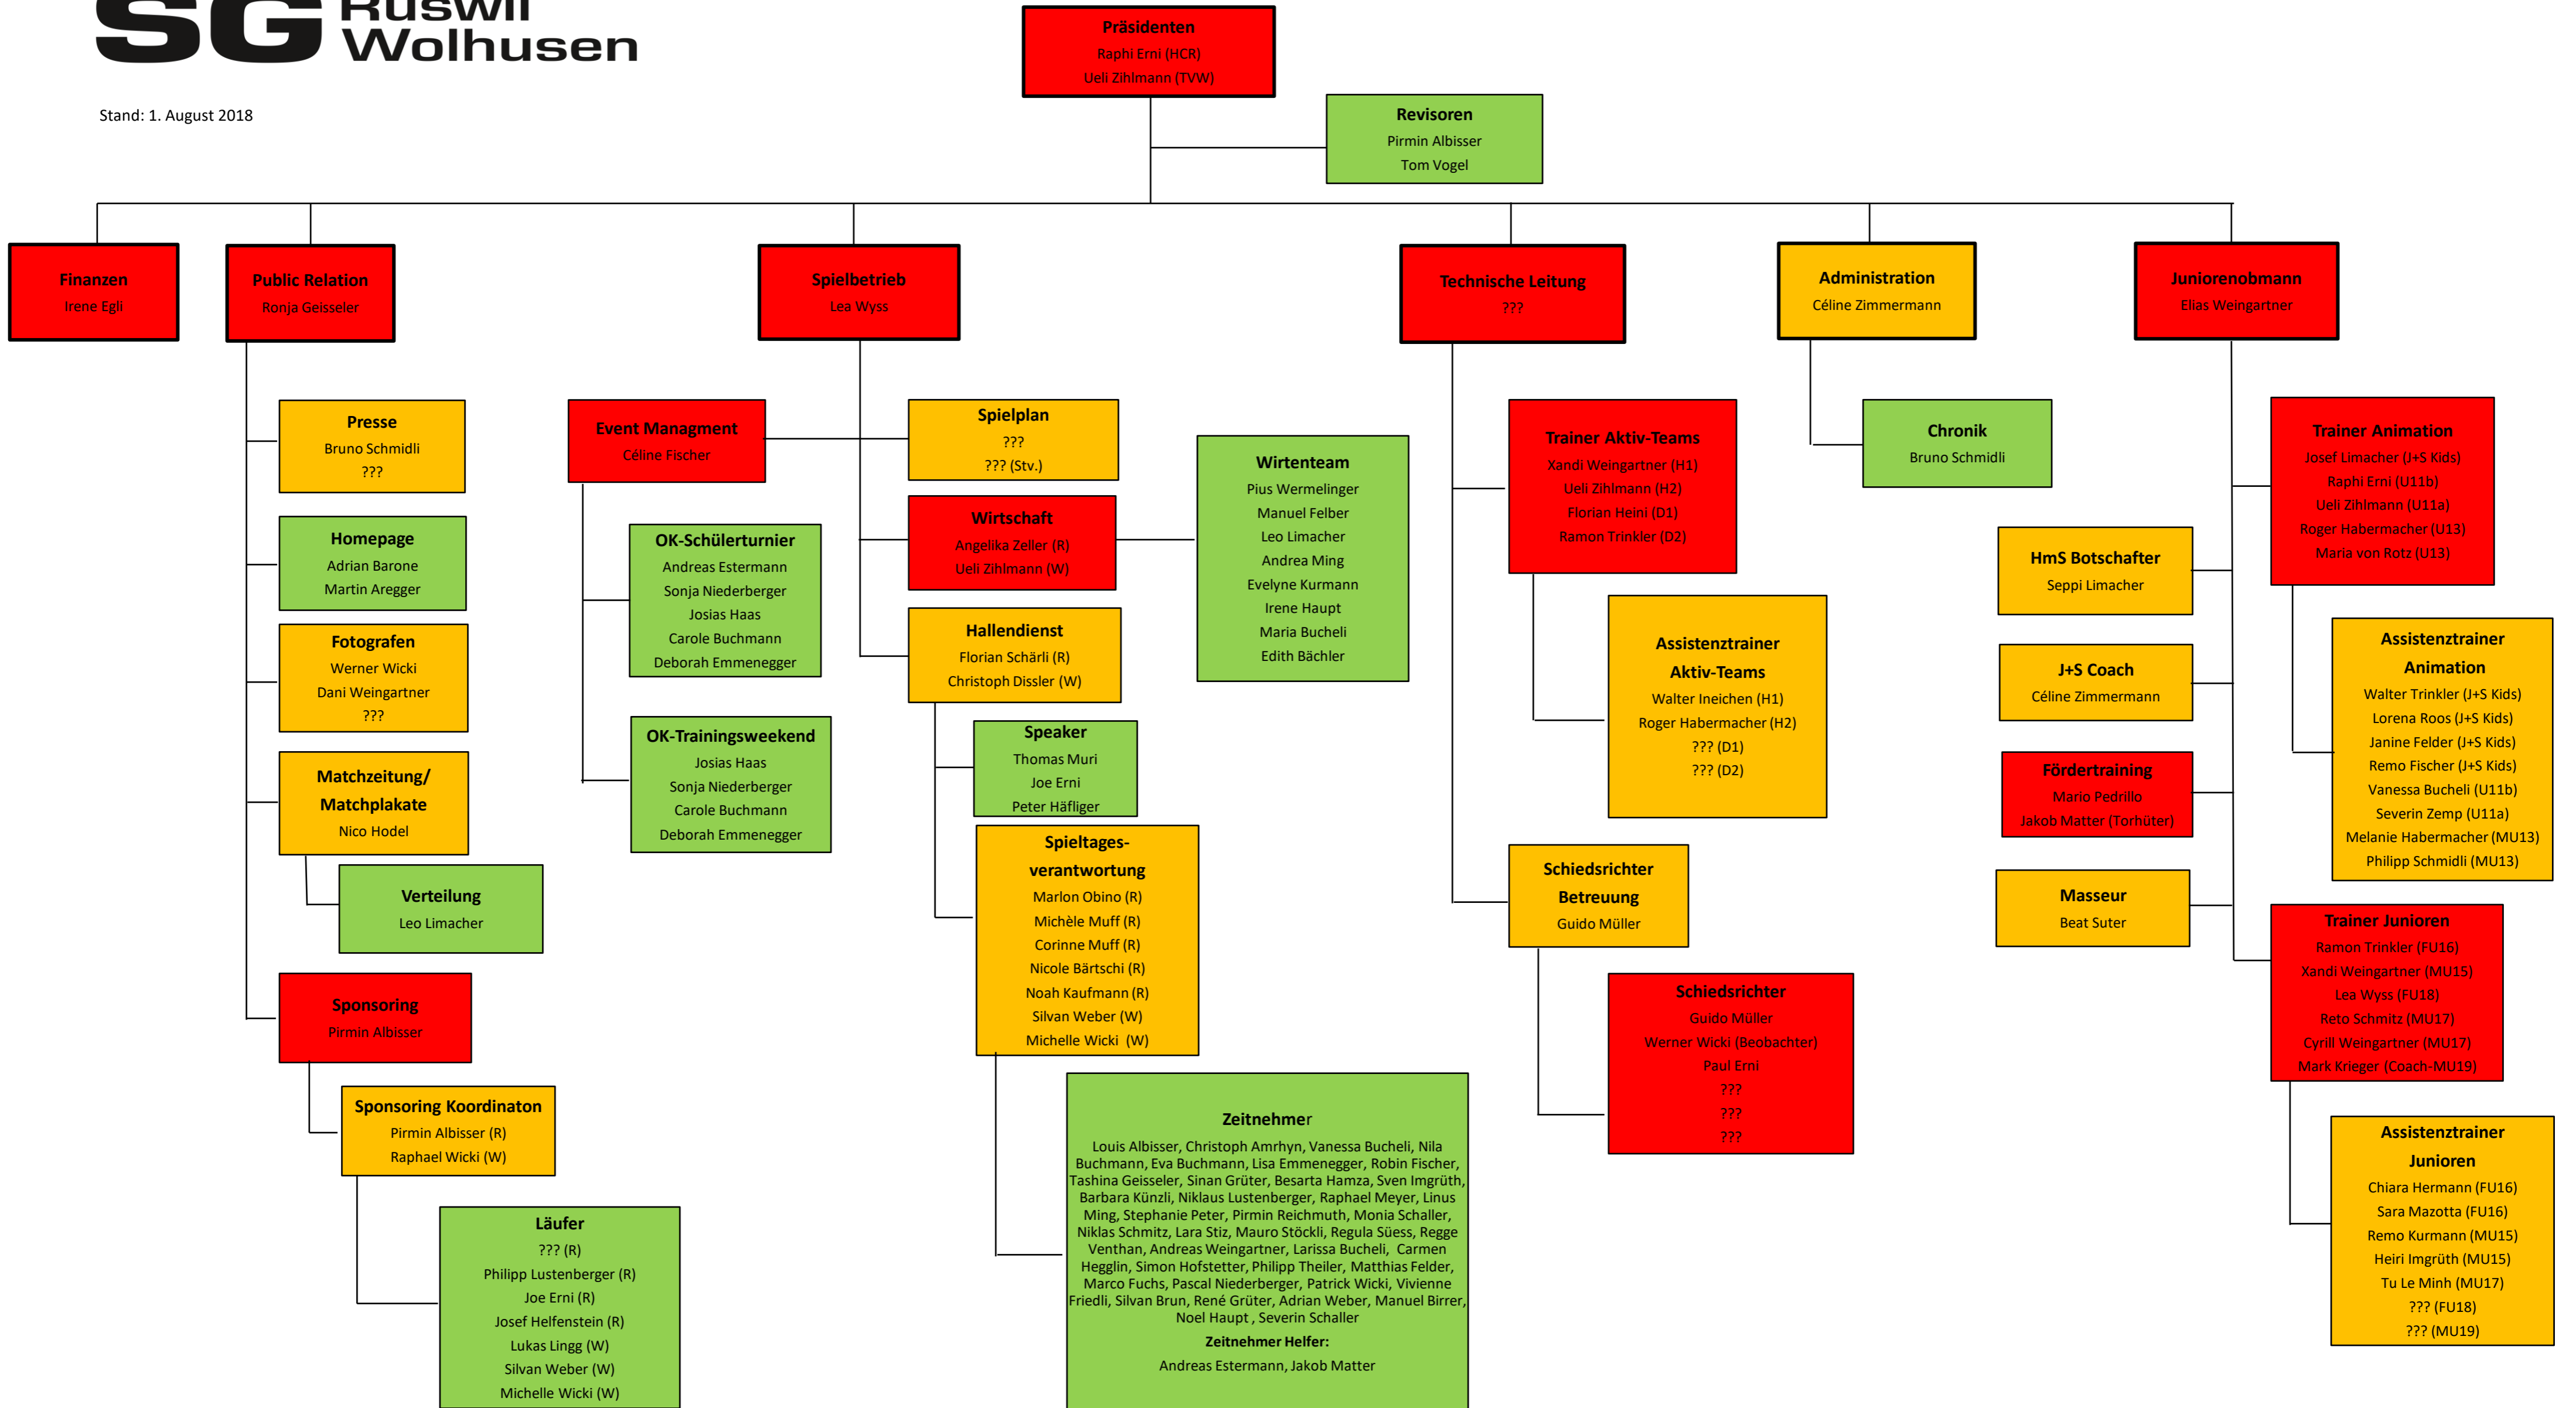 SG Ruswil
Wolhusen
Stand: 1. August 2018
Präsidenten
Raphi Erni (HCR)
Ueli Zihlmann (TVW)
Revisoren
Pirmin Albisser
Tom Vogel
Finanzen
Irene Egli
Public Relation
Ronja Geisseler
Spielbetrieb
Lea Wyss
Technische Leitung
???
Administration
Céline Zimmermann
Juniorenobmann
Elias Weingartner
Presse
Bruno Schmidli
???
Homepage
Adrian Barone
Martin Aregger
Fotografen
Werner Wicki
Dani Weingartner
???
Matchzeitung/
Matchplakate
Nico Hodel
Verteilung
Leo Limacher
Sponsoring
Pirmin Albisser
Sponsoring Koordinaton
Pirmin Albisser (R)
Raphael Wicki (W)
Läufer
??? (R)
Philipp Lustenberger (R)
Joe Erni (R)
Josef Helfenstein (R)
Lukas Lingg (W)
Silvan Weber (W)
Michelle Wicki (W)
Event Managment
Céline Fischer
OK-Schülerturnier
Andreas Estermann
Sonja Niederberger
Josias Haas
Carole Buchmann
Deborah Emmenegger
OK-Trainingsweekend
Josias Haas
Sonja Niederberger
Carole Buchmann
Deborah Emmenegger
Spielplan
???
??? (Stv.)
Wirtschaft
Angelika Zeller (R)
Ueli Zihlmann (W)
Wirtenteam
Pius Wermelinger
Manuel Felber
Leo Limacher
Andrea Ming
Evelyne Kurmann
Irene Haupt
Maria Bucheli
Edith Bächler
Hallendienst
Florian Schärli (R)
Christoph Dissler (W)
Speaker
Thomas Muri
Joe Erni
Peter Häfliger
Spieltages-
verantwortung
Marlon Obino (R)
Michèle Muff (R)
Corinne Muff (R)
Nicole Bärtschi (R)
Noah Kaufmann (R)
Silvan Weber (W)
Michelle Wicki (W)
Zeitnehmer
Louis Albisser, Christoph Amrhyn, Vanessa Bucheli, Nila
Buchmann, Eva Buchmann, Lisa Emmenegger, Robin Fischer,
Tashina Geisseler, Sinan Grüter, Besarta Hamza, Sven Imgrüth,
Barbara Künzli, Niklaus Lustenberger, Raphael Meyer, Linus
Ming, Stephanie Peter, Pirmin Reichmuth, Monia Schaller,
Niklas Schmitz, Lara Stiz, Mauro Stöckli, Regula Süess, Regge
Venthan, Andreas Weingartner, Larissa Bucheli, Carmen
Hegglin, Simon Hofstetter, Philipp Theiler, Matthias Felder,
Marco Fuchs, Pascal Niederberger, Patrick Wicki, Vivienne
Friedli, Silvan Brun, René Grüter, Adrian Weber, Manuel Birrer,
Noel Haupt , Severin Schaller
Zeitnehmer Helfer:
Andreas Estermann, Jakob Matter
Trainer Aktiv-Teams
Xandi Weingartner (H1)
Ueli Zihlmann (H2)
Florian Heini (D1)
Ramon Trinkler (D2)
Assistenztrainer
Aktiv-Teams
Walter Ineichen (H1)
Roger Habermacher (H2)
??? (D1)
??? (D2)
Schiedsrichter
Betreuung
Guido Müller
Schiedsrichter
Guido Müller
Werner Wicki (Beobachter)
Paul Erni
???
???
???
Chronik
Bruno Schmidli
HmS Botschafter
Seppi Limacher
J+S Coach
Céline Zimmermann
Fördertraining
Mario Pedrillo
Jakob Matter (Torhüter)
Masseur
Beat Suter
Trainer Animation
Josef Limacher (J+S Kids)
Raphi Erni (U11b)
Ueli Zihlmann (U11a)
Roger Habermacher (U13)
Maria von Rotz (U13)
Assistenztrainer
Animation
Walter Trinkler (J+S Kids)
Lorena Roos (J+S Kids)
Janine Felder (J+S Kids)
Remo Fischer (J+S Kids)
Vanessa Bucheli (U11b)
Severin Zemp (U11a)
Melanie Habermacher (MU13)
Philipp Schmidli (MU13)
Trainer Junioren
Ramon Trinkler (FU16)
Xandi Weingartner (MU15)
Lea Wyss (FU18)
Reto Schmitz (MU17)
Cyrill Weingartner (MU17)
Mark Krieger (Coach-MU19)
Assistenztrainer
Junioren
Chiara Hermann (FU16)
Sara Mazotta (FU16)
Remo Kurmann (MU15)
Heiri Imgrüth (MU15)
Tu Le Minh (MU17)
??? (FU18)
??? (MU19)